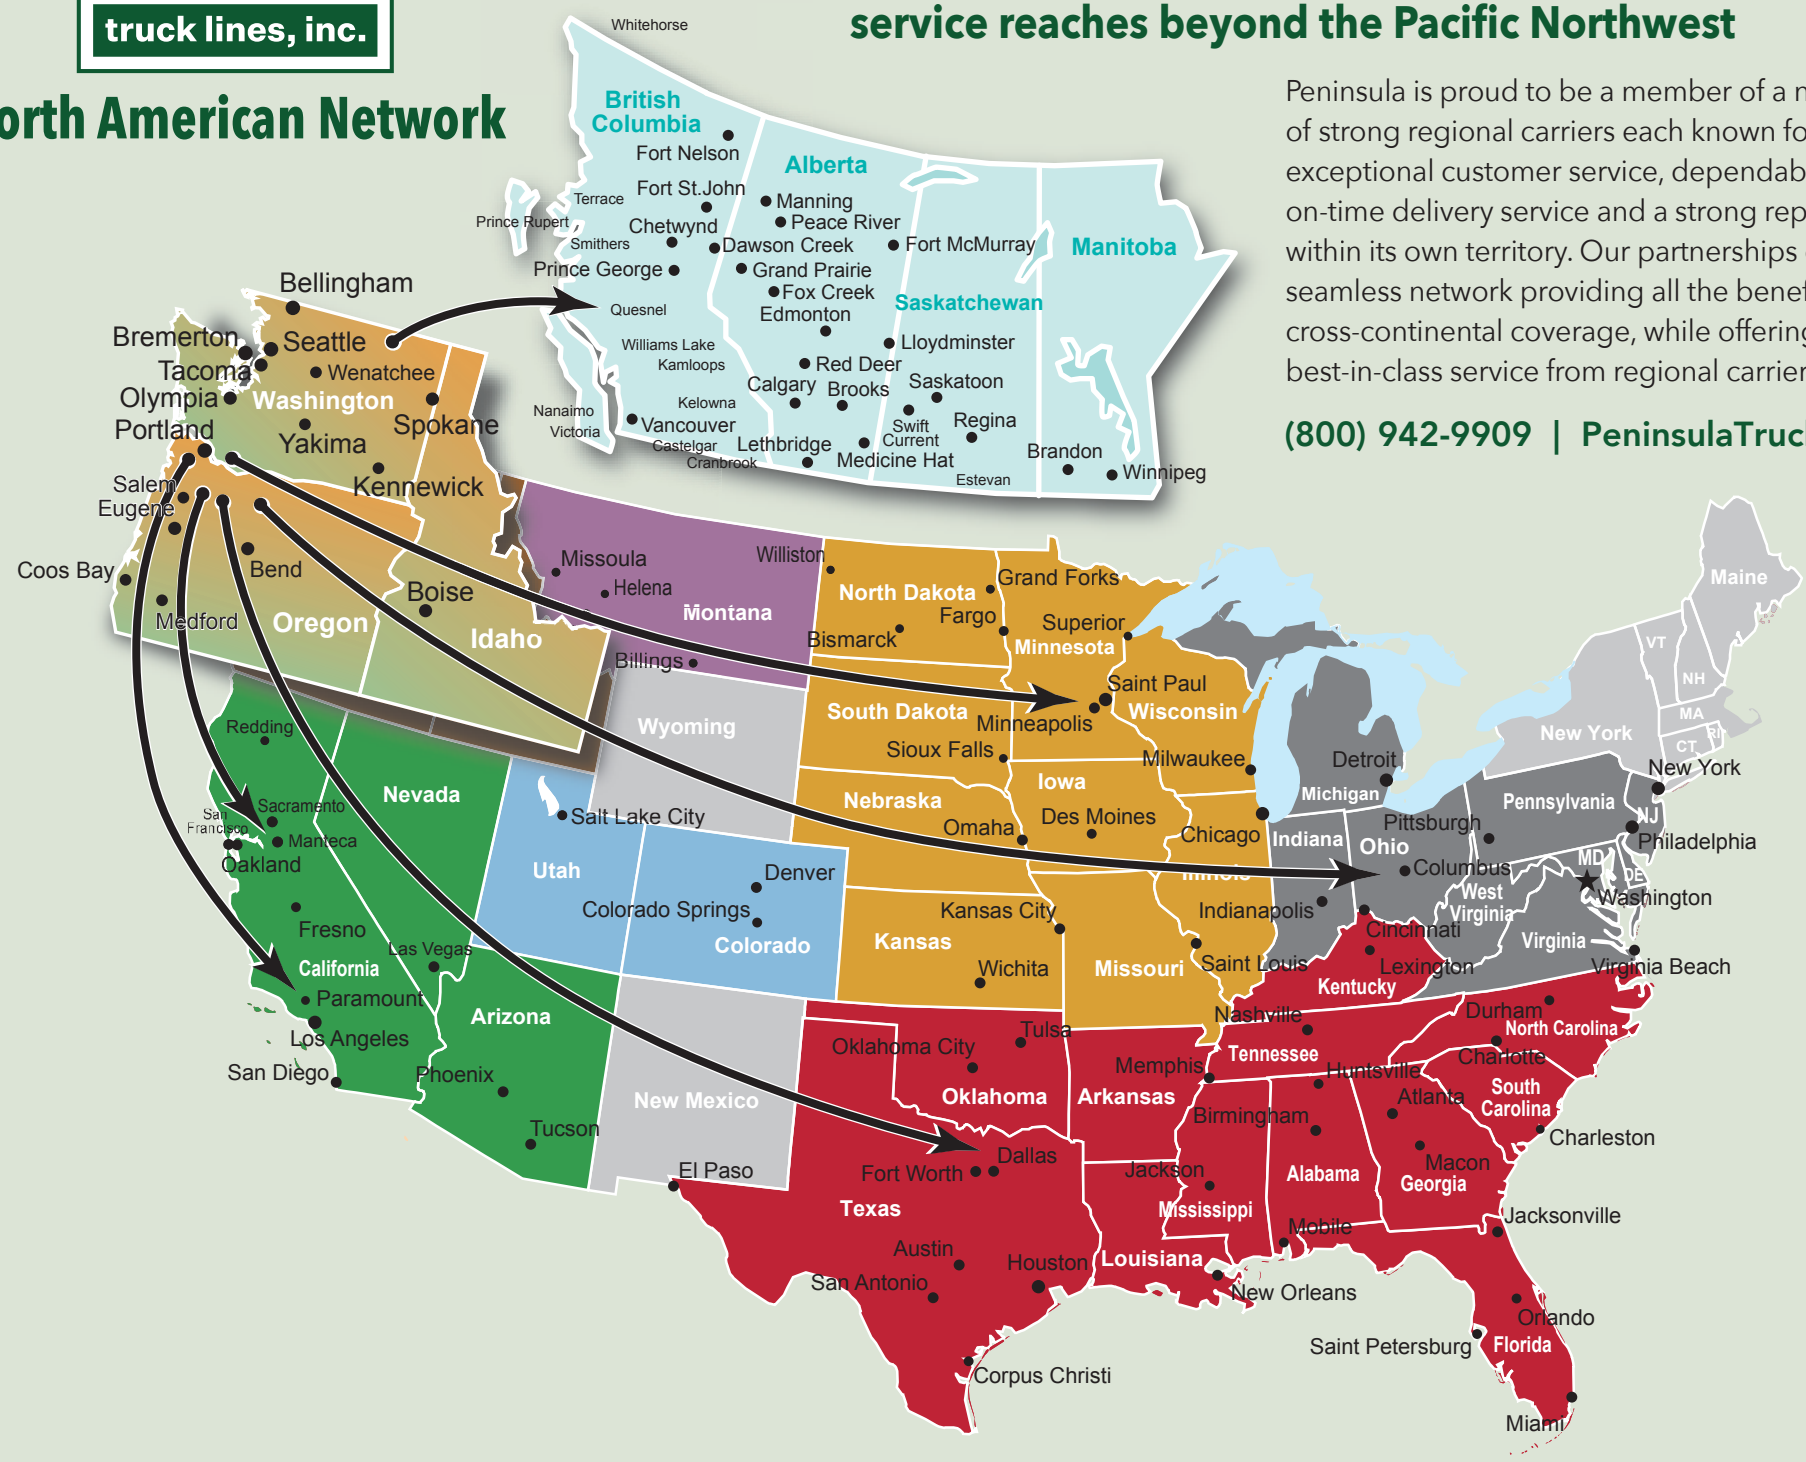 truck lines, inc.
orth American Network
service reaches beyond the Pacific Northwest
Peninsula is proud to be a member of a n
of strong regional carriers each known fo
exceptional customer service, dependab
on-time delivery service and a strong rep
within its own territory. Our partnerships
seamless network providing all the benef
cross-continental coverage, while offering
best-in-class service from regional carrier
(800) 942-9909 | PeninsulaTruc
Whitehorse
British
Columbia
Fort Nelson
Alberta
Fort St.John
Terrace
Manning
Prince Rupert
Chetwynd
Peace River
Smithers
Dawson Creek
Fort McMurray
Manitoba
Prince George
Grand Prairie
Fox Creek
Saskatchewan
Quesnel
Edmonton
Williams Lake
Lloydminster
Kamloops
Red Deer
Calgary
Brooks
Saskatoon
Kelowna
Nanaimo
Vancouver
Victoria
Swift
Current
Regina
Castelgar
Lethbridge
Cranbrook
Medicine Hat
Brandon
Winnipeg
Estevan
Bellingham
Bremerton
Seattle
Tacoma
Wenatchee
Olympia
Washington
Portland
Spokane
Yakima
Salem
Kennewick
Eugene
Coos Bay
Bend
Boise
Medford
Oregon
Idaho
Missoula
Helena
Montana
Billings
Williston
North Dakota
Grand Forks
Fargo
Bismarck
Superior
Minnesota
Saint Paul
Minneapolis
Wisconsin
South Dakota
Sioux Falls
Milwaukee
Wyoming
Nebraska
Iowa
Omaha
Des Moines
Chicago
Detroit
Michigan
Indiana
Ohio
Pittsburgh
Pennsylvania
NJ
Philadelphia
New York
New York
Maine
VT
NH
MA
CT
RI
MD
DE
Washington
Columbus
West
Virginia
Virginia
Virginia Beach
Illinois
Indianapolis
Cincinnati
Lexington
Kentucky
Redding
Nevada
Sacramento
San
Francisco
Manteca
Oakland
Fresno
California
Las Vegas
Paramount
Los Angeles
San Diego
Salt Lake City
Utah
Denver
Colorado Springs
Colorado
Kansas City
Kansas
Wichita
Missouri
Saint Louis
Arizona
Phoenix
Tucson
New Mexico
El Paso
Oklahoma City
Tulsa
Oklahoma
Arkansas
Memphis
Nashville
Tennessee
Durham
North Carolina
Charlotte
Huntsville
South
Carolina
Birmingham
Atlanta
Charleston
Dallas
Fort Worth
Texas
Jackson
Mississippi
Alabama
Macon
Georgia
Jacksonville
Austin
San Antonio
Houston
Louisiana
Mobile
New Orleans
Corpus Christi
Orlando
Saint Petersburg
Florida
Miami